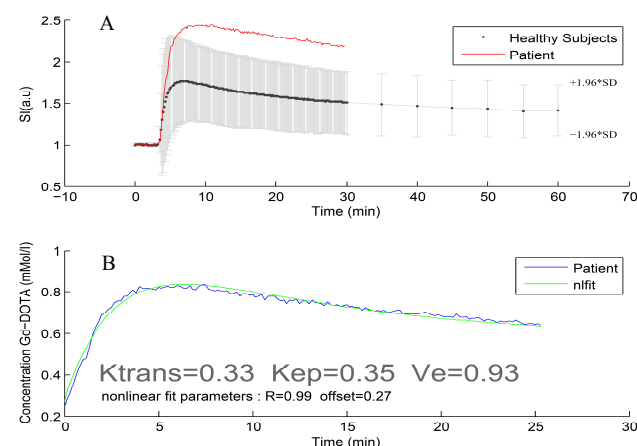 A
2.5
2
1.5
1
0.5
SI(a.u)
Healthy Subjects
Patient
+1.96*SD
−1.96*SD
−10 0 10 20 30 40 50 60 70
Time (min)
B
1
0.8
0.6
0.4
0.2
Concentration Gd−DOTA (mMol/l)
Patient
nlfit
Ktrans=0.33 Kep=0.35 Ve=0.93
nonlinear fit parameters : R=0.99 offset=0.27
0 5 10 15 20 25 30
Time (min)